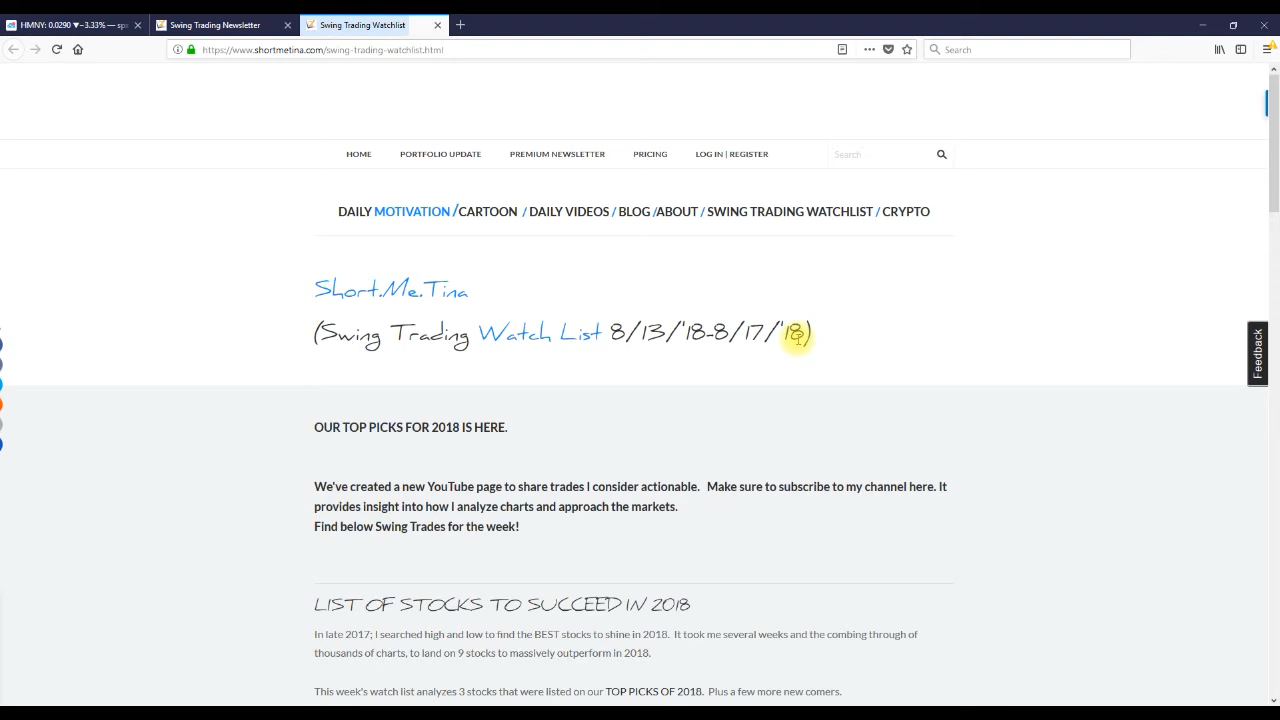 HMNY: 0.0290 ▼−3.33% — sp
Swing Trading Newsletter
Swing Trading Watchlist
https://www.shortmetina.com/swing-trading-watchlist.html
Search
HOME PORTFOLIO UPDATE PREMIUM NEWSLETTER PRICING LOG IN | REGISTER Search
DAILY MOTIVATION / CARTOON / DAILY VIDEOS / BLOG / ABOUT / SWING TRADING WATCHLIST / CRYPTO
Short.Me.Tina
(Swing Trading Watch List 8/13/'18-8/17/'18)
Feedback
OUR TOP PICKS FOR 2018 IS HERE.
We've created a new YouTube page to share trades I consider actionable. Make sure to subscribe to my channel here. It
provides insight into how I analyze charts and approach the markets.
Find below Swing Trades for the week!
LIST OF STOCKS TO SUCCEED IN 2018
In late 2017; I searched high and low to find the BEST stocks to shine in 2018. It took me several weeks and the combing through of
thousands of charts, to land on 9 stocks to massively outperform in 2018.
This week's watch list analyzes 3 stocks that were listed on our TOP PICKS OF 2018. Plus a few more new comers.